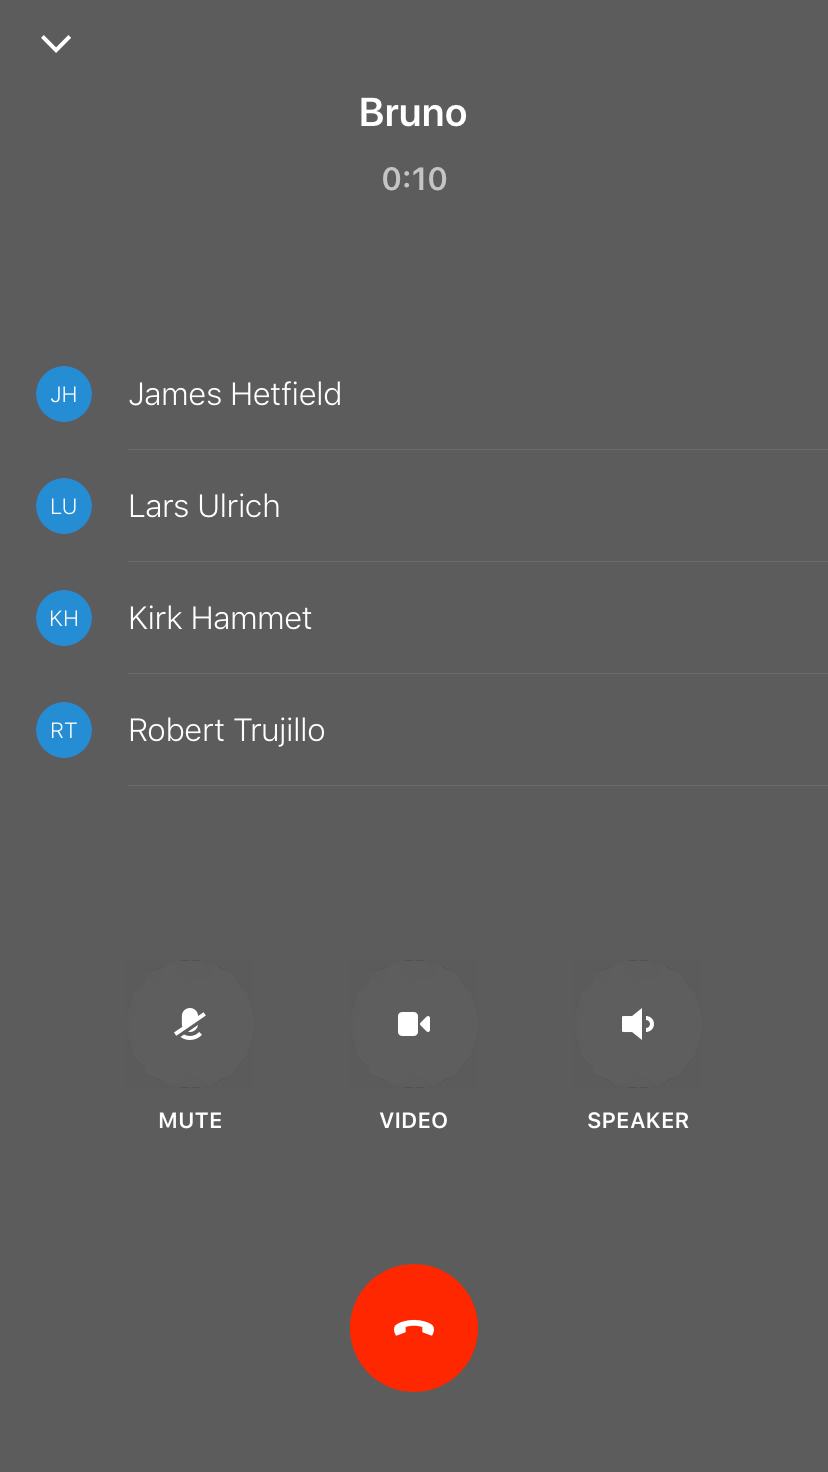 Bruno
0:10
JH James Hetfield
LU Lars Ulrich
KH Kirk Hammet
RT Robert Trujillo
MUTE VIDEO SPEAKER